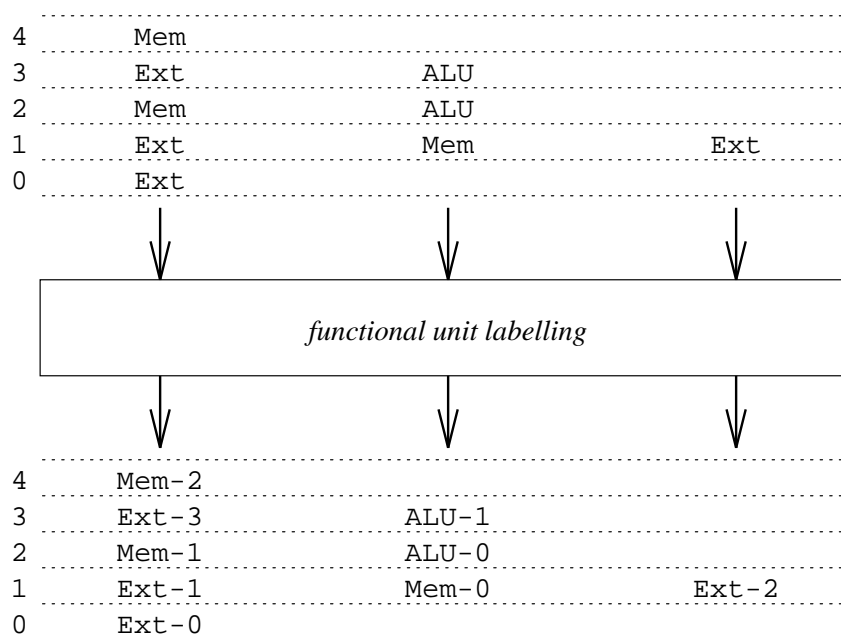 4 Mem
3 Ext ALU
2 Mem ALU
1 Ext Mem Ext
0 Ext
functional unit labelling
4 Mem-2
3 Ext-3 ALU-1
2 Mem-1 ALU-0
1 Ext-1 Mem-0 Ext-2
0 Ext-0